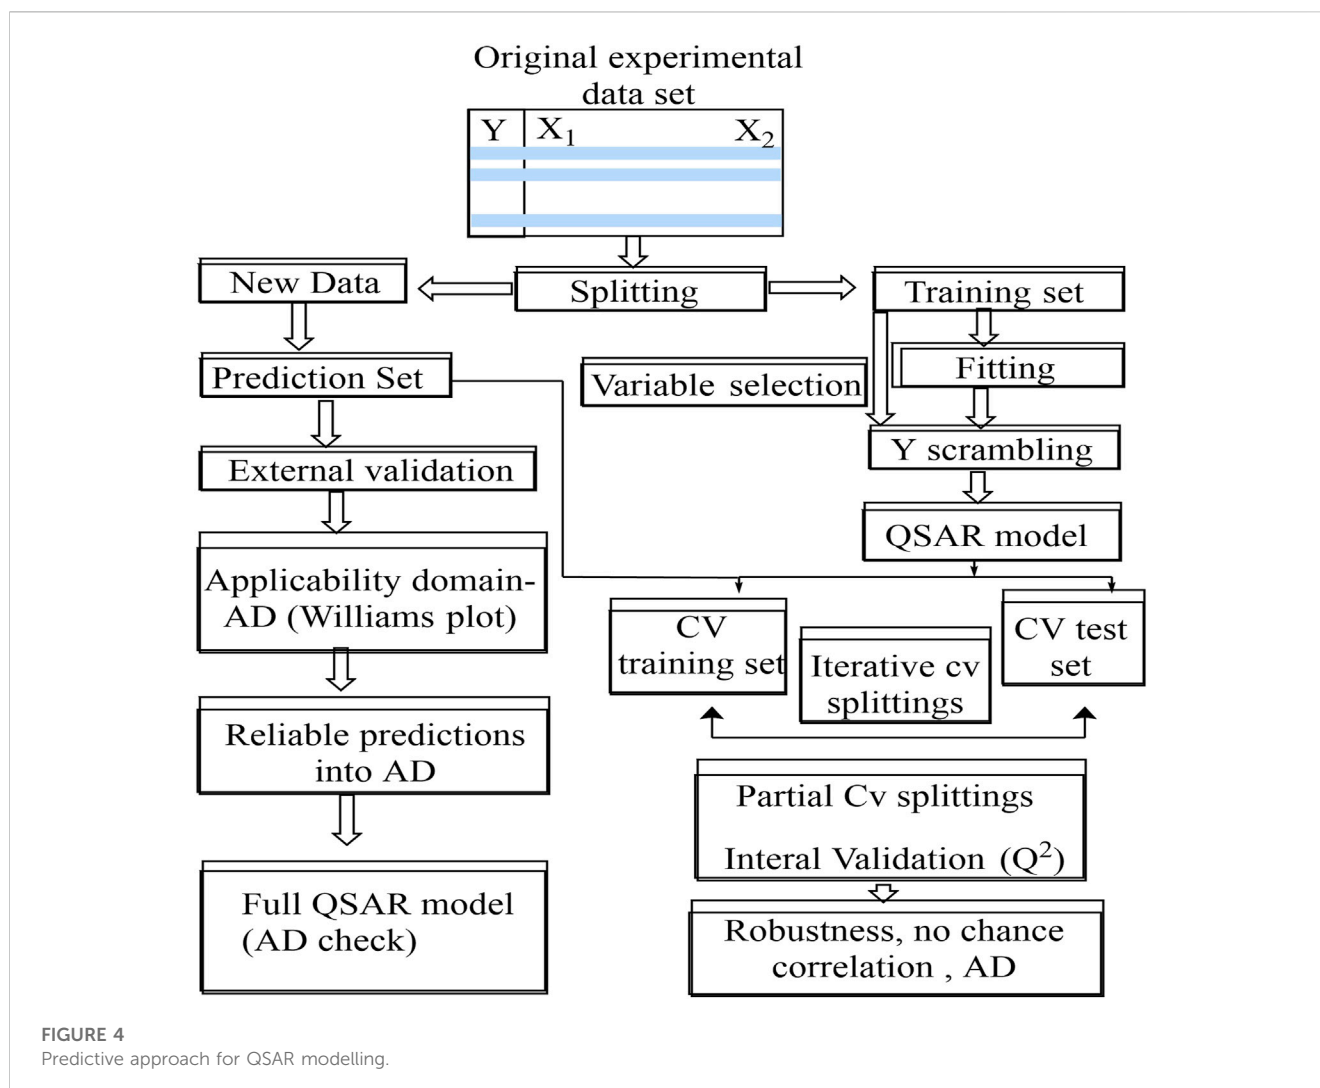 Original experimental
data set
Y X₁ X₂
New Data
Splitting
Training set
Prediction Set
Variable selection
Fitting
External validation
Y scrambling
QSAR model
Applicability domain-
AD (Williams plot)
CV
training set
Iterative cv
splittings
CV test
set
Reliable predictions
into AD
Partial Cv splittings
Interal Validation (Q²)
Full QSAR model
(AD check)
Robustness, no chance
correlation , AD
FIGURE 4
Predictive approach for QSAR modelling.